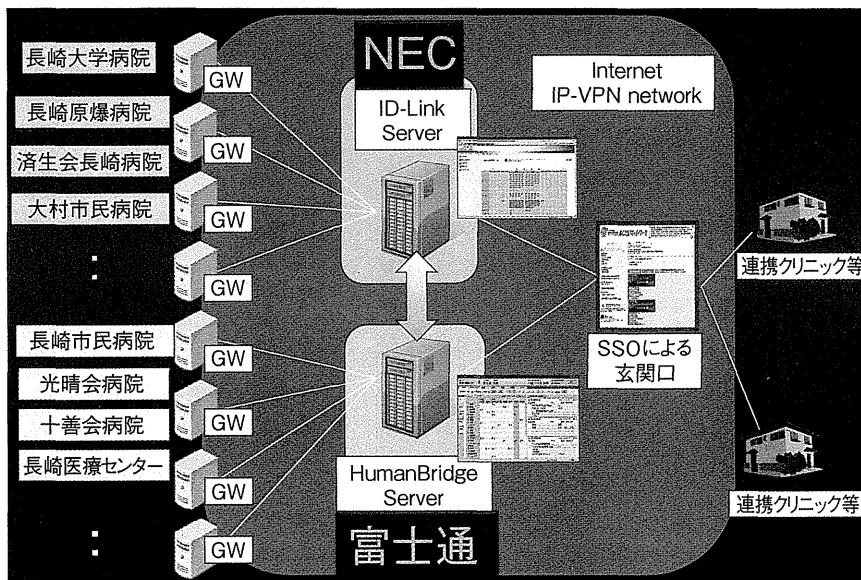 長崎大学病院
長崎原爆病院
済生会長崎病院
大村市民病院
:
長崎市民病院
光晴会病院
十善会病院
長崎医療センター
:
GW
GW
GW
GW
GW
GW
GW
GW
NEC
ID-Link
Server
HumanBridge
Server
富士通
Internet
IP-VPN network
SSOによる
玄関口
連携クリニック等
連携クリニック等